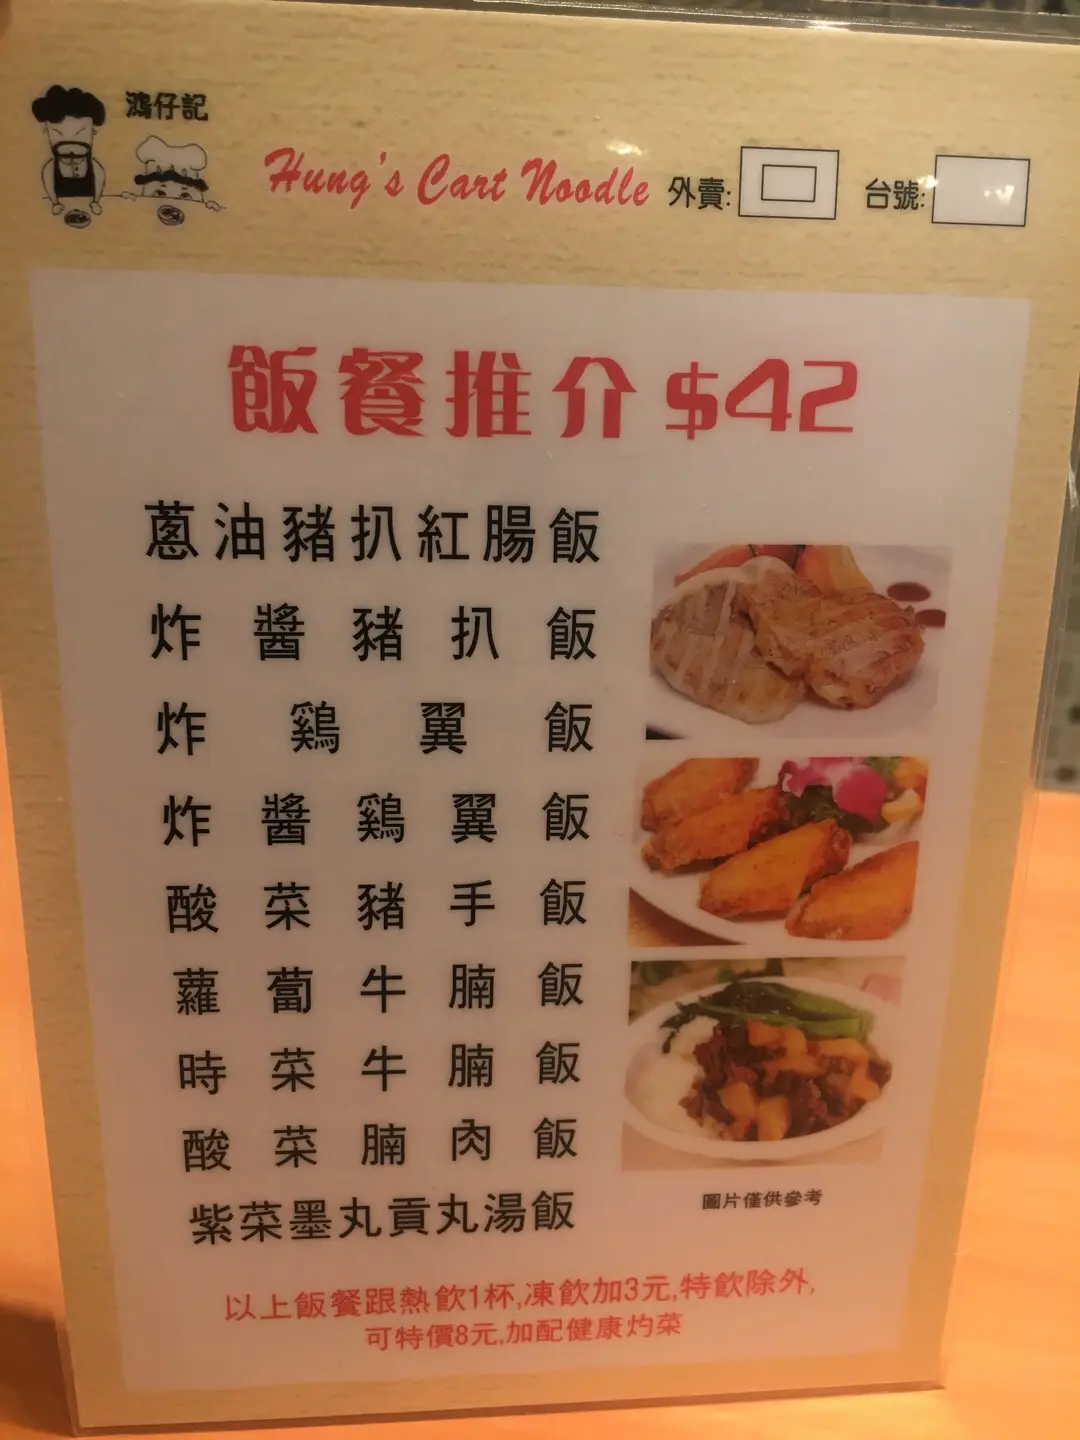 鴻仔記
Hung's Cart Noodle 外賣: 台號:
飯餐推介 $42
蔥油豬扒紅腸飯
炸醬豬扒飯
炸鷄翼飯
炸醬鷄翼飯
酸菜豬手飯
蘿蔔牛腩飯
時菜牛腩飯
酸菜腩肉飯
紫菜墨丸貢丸湯飯
圖片僅供參考
以上飯餐跟熱飲1杯,凍飲加3元,特飲除外,
可特價8元,加配健康灼菜